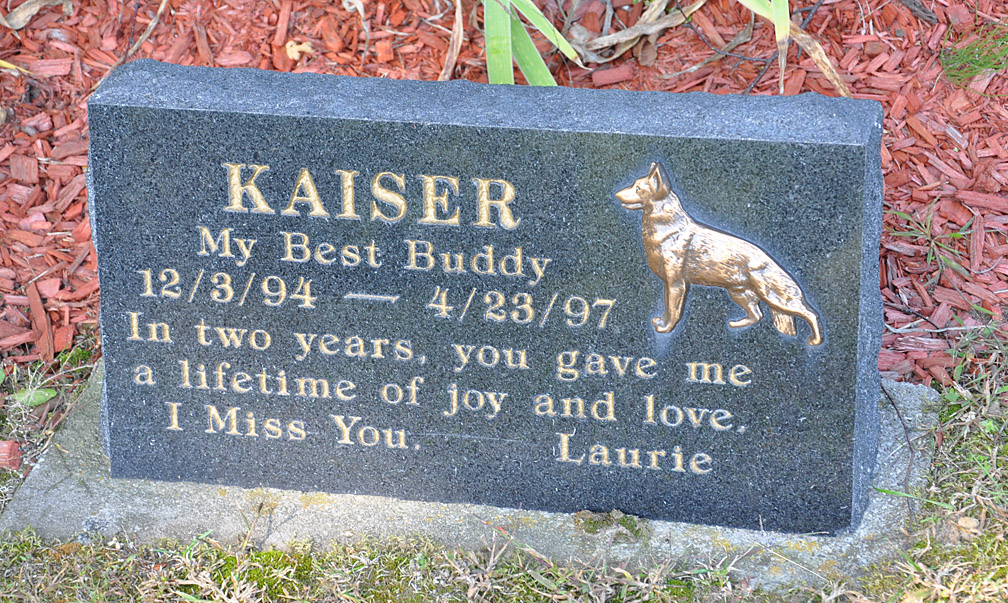 KAISER
My Best Buddy
12/3/94 — 4/23/97
In two years, you gave me
a lifetime of joy and love.
I Miss You. Laurie